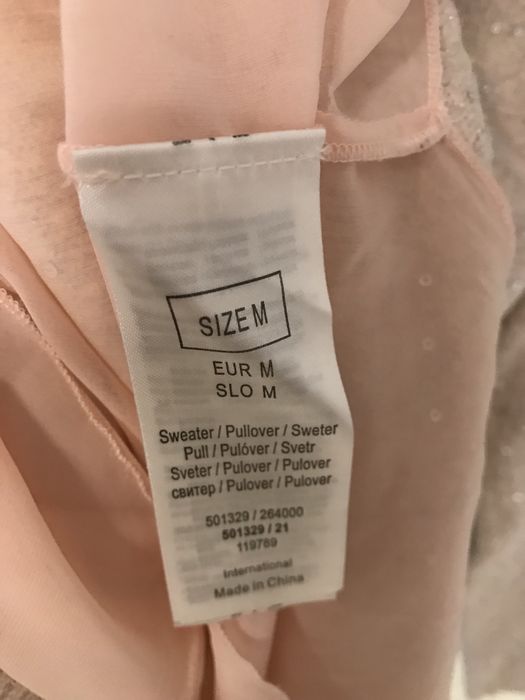 SIZE M
EUR M
SLO M
Sweater / Pullover / Sweter
Pull / Pulóver / Svetr
Sveter / Pulover / Pulover
свитер / Pulover / Pulover
501329 / 264000
501329 / 21
119789
International
Made in China